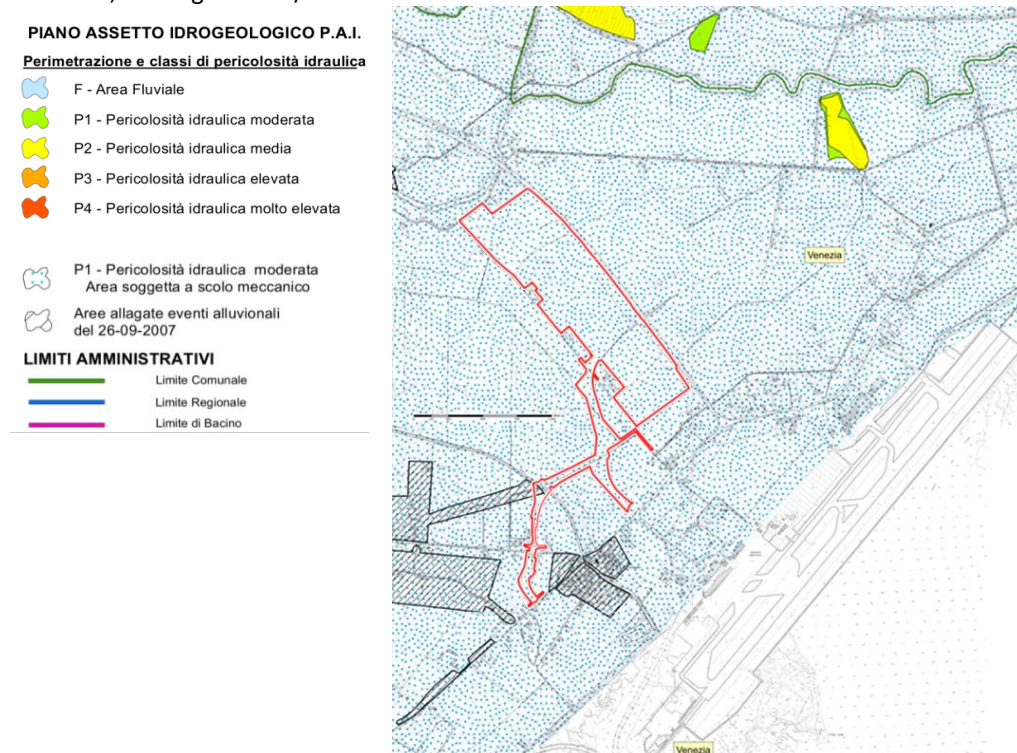 PIANO ASSETTO IDROGEOLOGICO P.A.I.
Perimetrazione e classi di pericolosità idraulica
F - Area Fluviale
P1 - Pericolosità idraulica moderata
P2 - Pericolosità idraulica media
P3 - Pericolosità idraulica elevata
P4 - Pericolosità idraulica molto elevata
P1 - Pericolosità idraulica moderata
Area soggetta a scolo meccanico
Aree allagate eventi alluvionali
del 26-09-2007
LIMITI AMMINISTRATIVI
Limite Comunale
Limite Regionale
Limite di Bacino
Venezia
Venezia